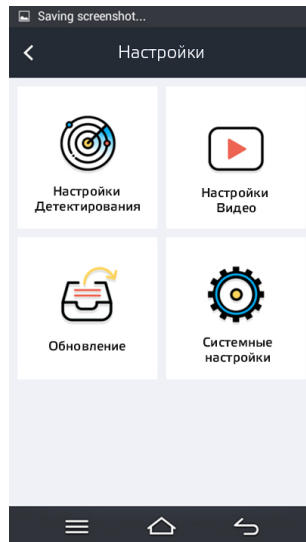 Saving screenshot...
Настройки
Настройки
Детектирования
Настройки
Видео
Обновление
Системные
настройки